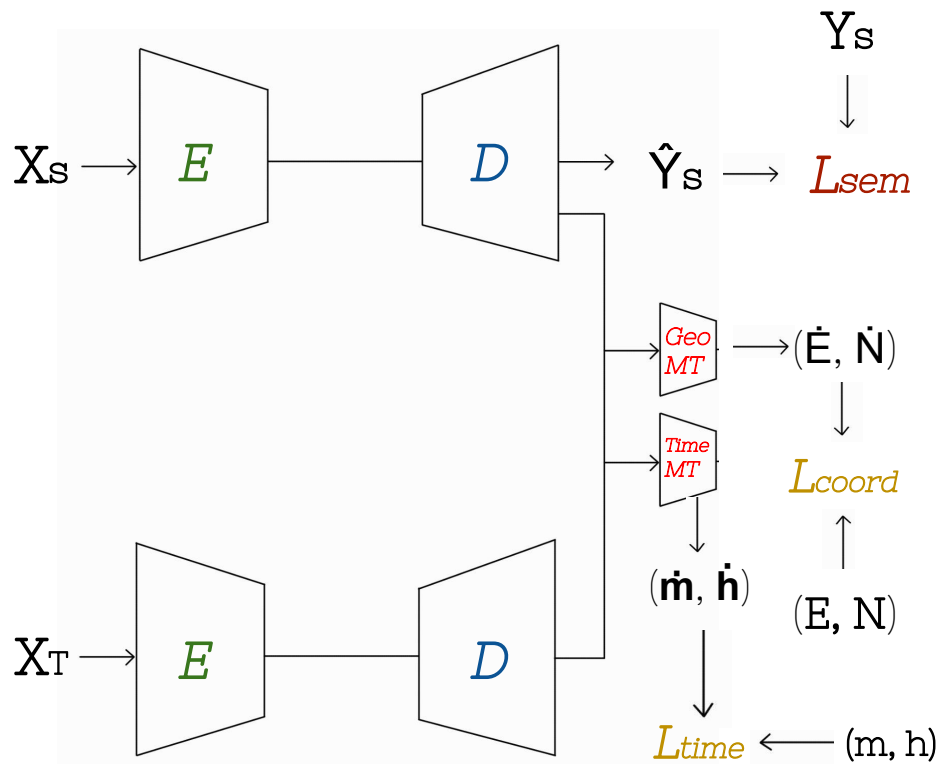 Ys
Xs
E
D
Ŷs
Lsem
Geo
MT
(Ė, Ṅ)
Time
MT
Lcoord
(ṁ, ḣ)
(E, N)
XT
E
D
Ltime
(m, h)